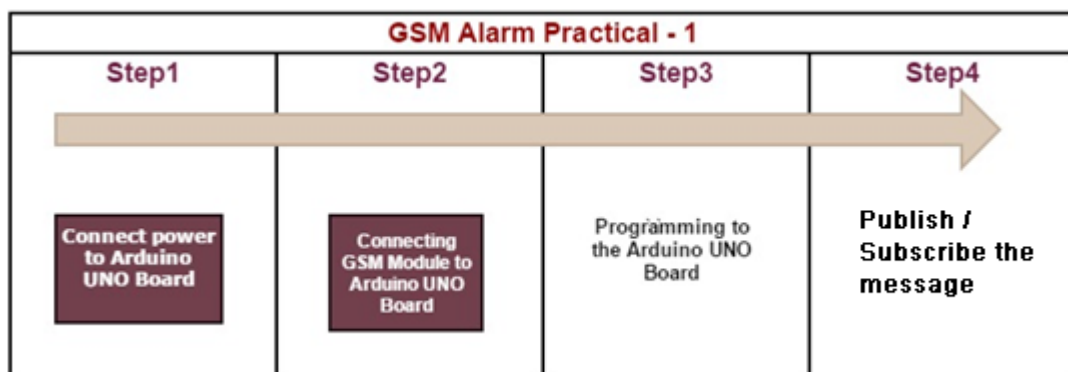 GSM Alarm Practical - 1
Step1
Step2
Step3
Step4
Connect power
to Arduino
UNO Board
Connecting
GSM Module to
Arduino UNO
Board
Programming to
the Arduino UNO
Board
Publish /
Subscribe the
message